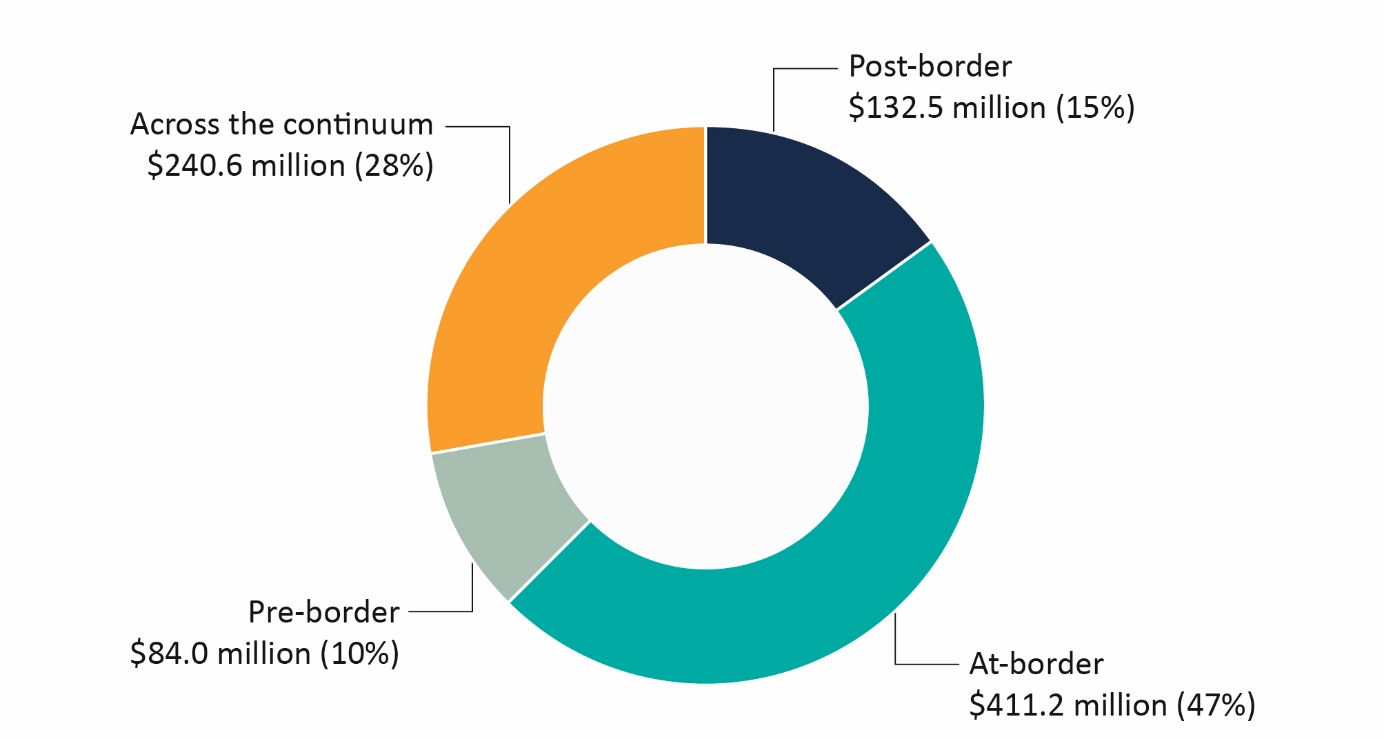 Post-border
$132.5 million (15%)
Across the continuum
$240.6 million (28%)
Pre-border
$84.0 million (10%)
At-border
$411.2 million (47%)